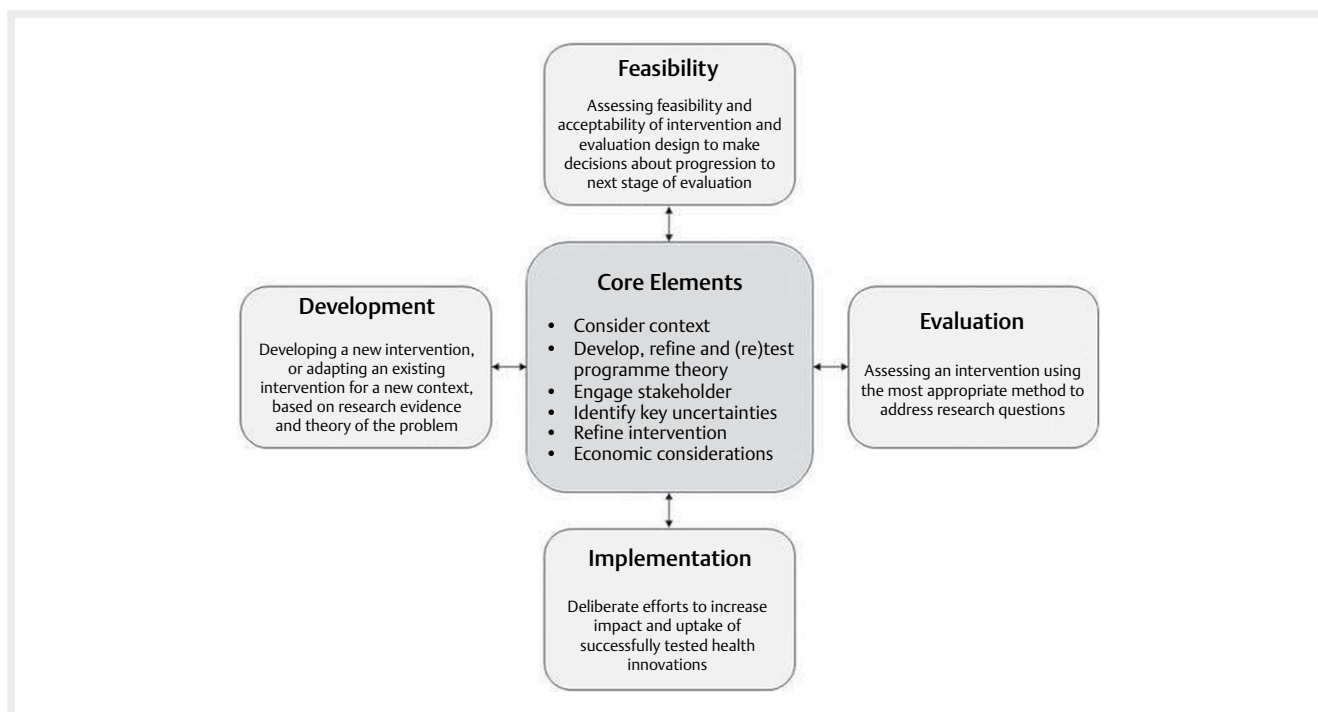 Feasibility
Assessing feasibility and
acceptability of intervention and
evaluation design to make
decisions about progression to
next stage of evaluation
Development
Developing a new intervention,
or adapting an existing
intervention for a new context,
based on research evidence
and theory of the problem
Core Elements
• Consider context
• Develop, refine and (re)test
programme theory
• Engage stakeholder
• Identify key uncertainties
• Refine intervention
• Economic considerations
Evaluation
Assessing an intervention using
the most appropriate method to
address research questions
Implementation
Deliberate efforts to increase
impact and uptake of
successfully tested health
innovations